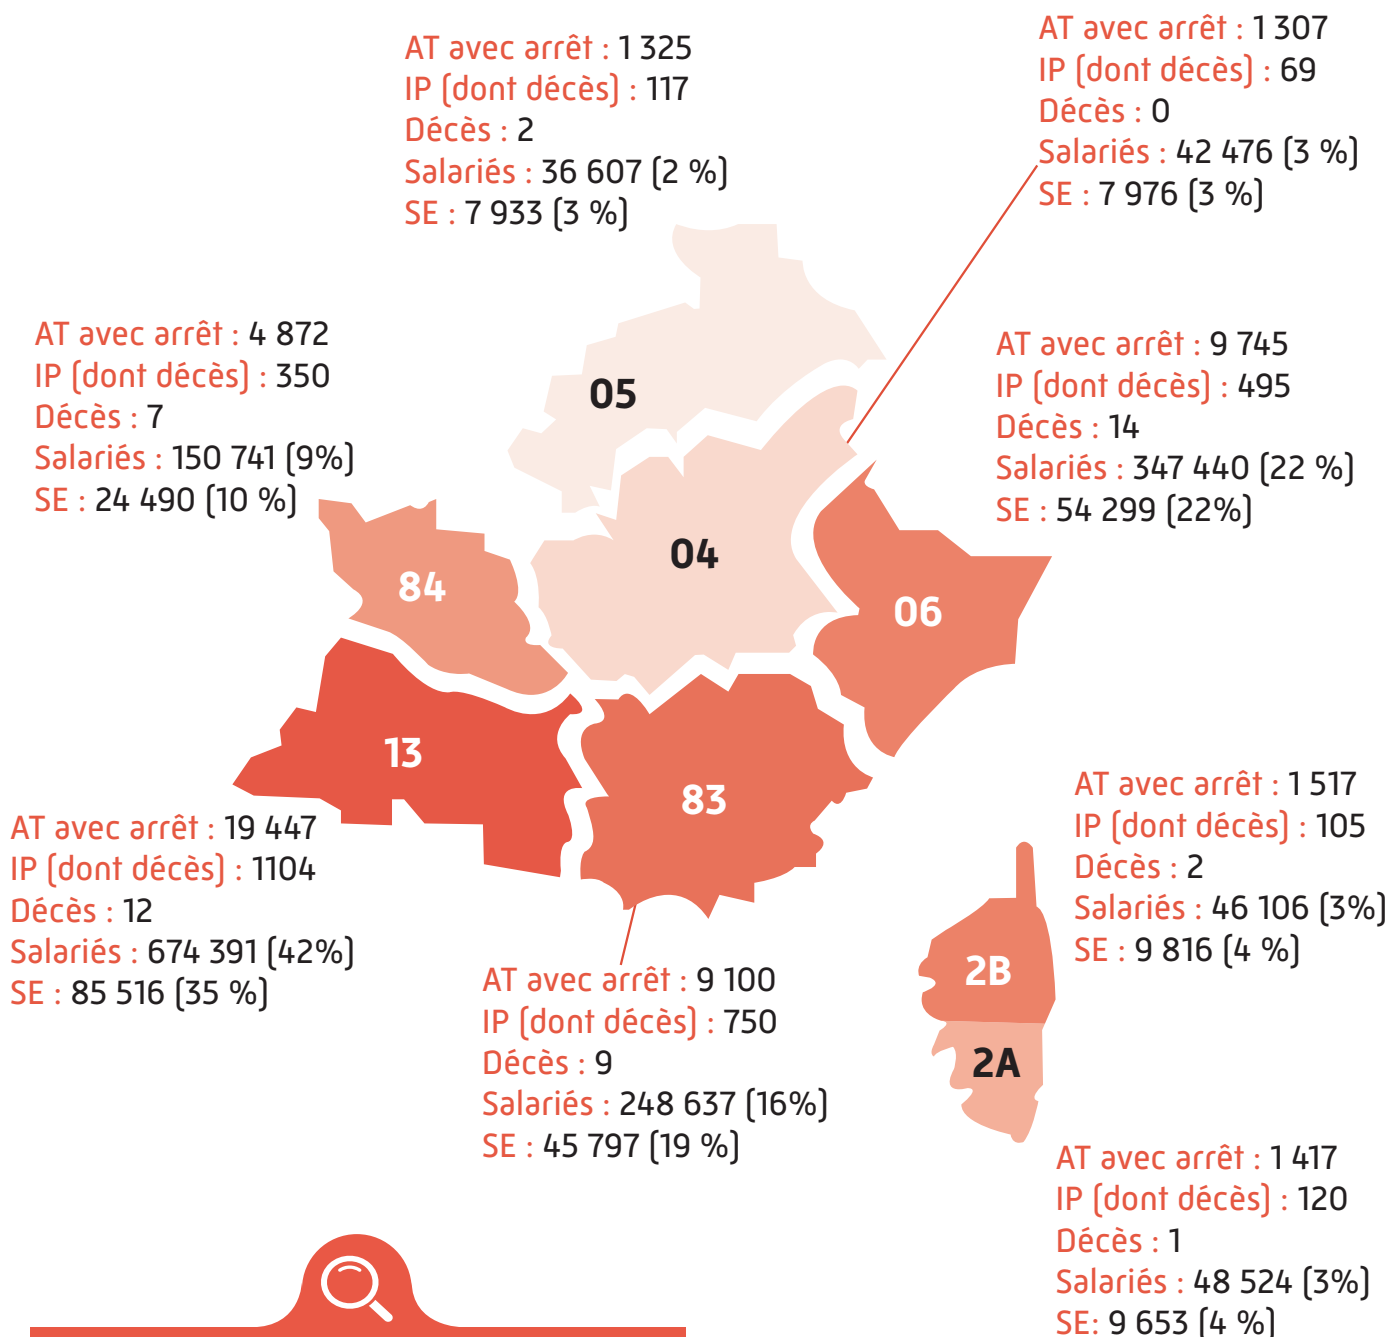 AT avec arrêt : 1 325
IP (dont décès) : 117
Décès : 2
Salariés : 36 607 (2 %)
SE : 7 933 (3 %)
AT avec arrêt : 1 307
IP (dont décès) : 69
Décès : 0
Salariés : 42 476 (3 %)
SE : 7 976 (3 %)
AT avec arrêt : 4 872
IP (dont décès) : 350
Décès : 7
Salariés : 150 741 (9%)
SE : 24 490 (10 %)
AT avec arrêt : 9 745
IP (dont décès) : 495
Décès : 14
Salariés : 347 440 (22 %)
SE : 54 299 (22%)
05
04
84
06
13
83
AT avec arrêt : 19 447
IP (dont décès) : 1104
Décès : 12
Salariés : 674 391 (42%)
SE : 85 516 (35 %)
AT avec arrêt : 9 100
IP (dont décès) : 750
Décès : 9
Salariés : 248 637 (16%)
SE : 45 797 (19 %)
AT avec arrêt : 1 517
IP (dont décès) : 105
Décès : 2
Salariés : 46 106 (3%)
SE : 9 816 (4 %)
2B
2A
AT avec arrêt : 1 417
IP (dont décès) : 120
Décès : 1
Salariés : 48 524 (3%)
SE: 9 653 (4 %)